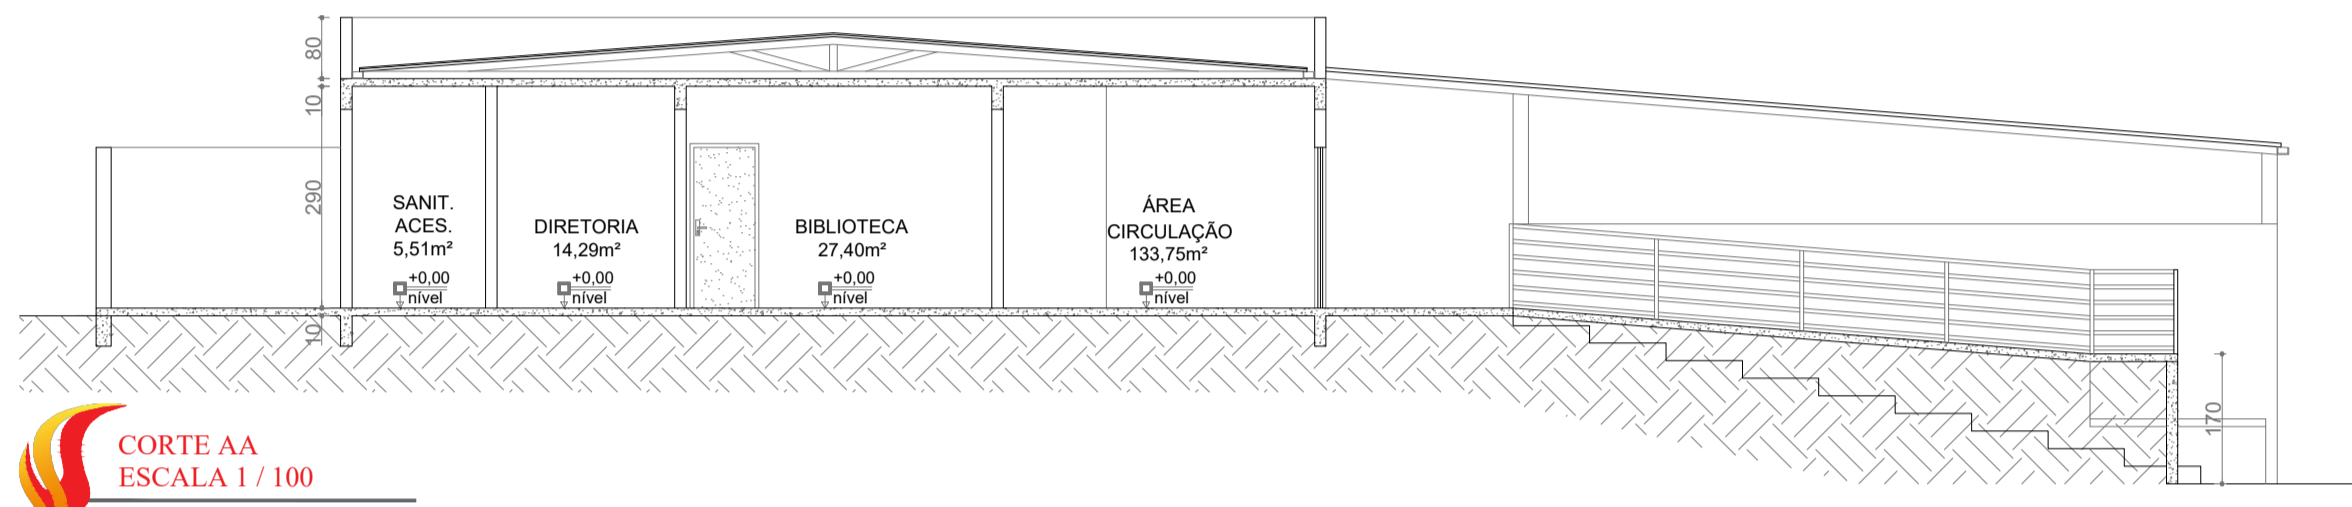 80
10
290
10
SANIT.
ACES.
5,51m²
+0,00
nível
DIRETORIA
14,29m²
+0,00
nível
BIBLIOTECA
27,40m²
+0,00
nível
ÁREA
CIRCULAÇÃO
133,75m²
+0,00
nível
170
CORTE AA
ESCALA 1 / 100